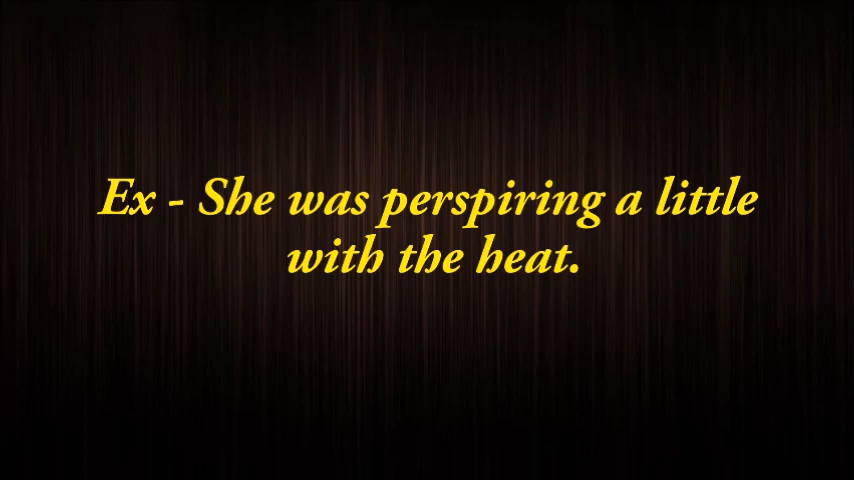 Ex - She was perspiring a little
with the heat.